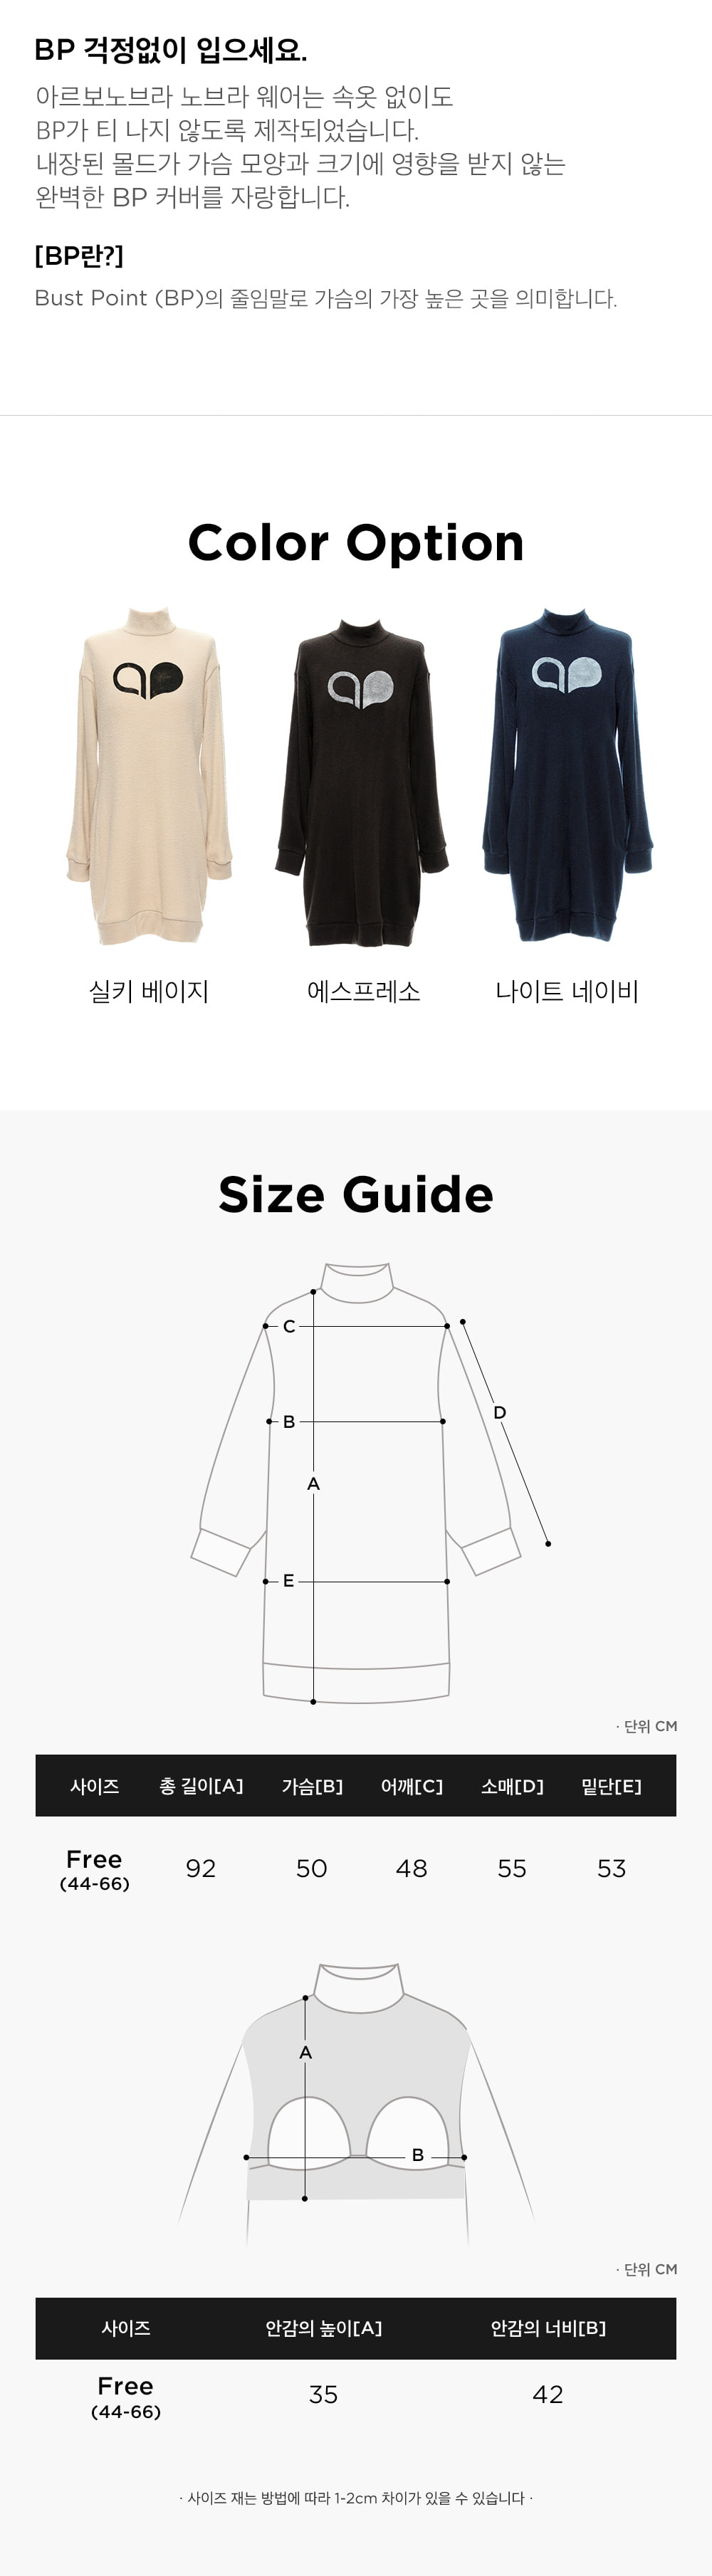 BP 걱정없이 입으세요.
아르보노브라 노브라 웨어는 속옷 없이도
BP가 티 나지 않도록 제작되었습니다.
내장된 몰드가 가슴 모양과 크기에 영향을 받지 않는
완벽한 BP 커버를 자랑합니다.
[BP란?]
Bust Point (BP)의 줄임말로 가슴의 가장 높은 곳을 의미합니다.
Color Option
실키 베이지 에스프레소 나이트 네이비
Size Guide
C
D
B
A
E
· 단위 CM
사이즈 총 길이[A] 가슴[B] 어깨[C] 소매[D] 밑단[E]
Free 92 50 48 55 53
(44-66)
A
B
· 단위 CM
사이즈 안감의 높이[A] 안감의 너비[B]
Free 35 42
(44-66)
· 사이즈 재는 방법에 따라 1-2cm 차이가 있을 수 있습니다 ·